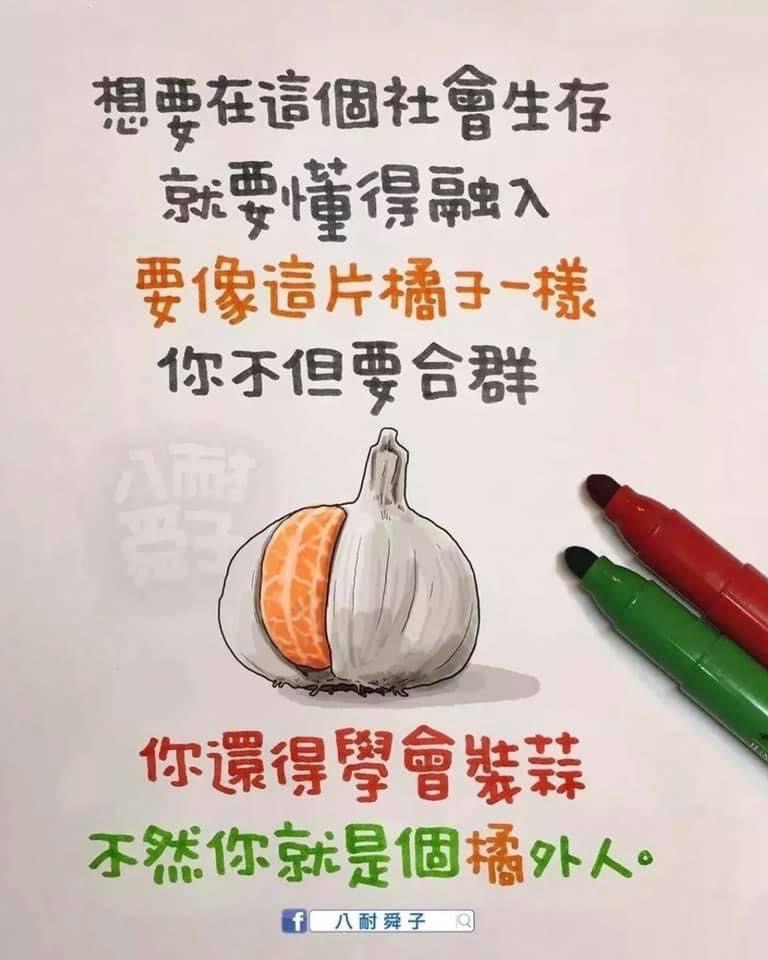 想要在這個社會生存
就要懂得融入
要像這片橘子一樣
你不但要合群
八耐
舜子
你還得學會裝蒜
不然你就是個橘外人。
f 八耐舜子